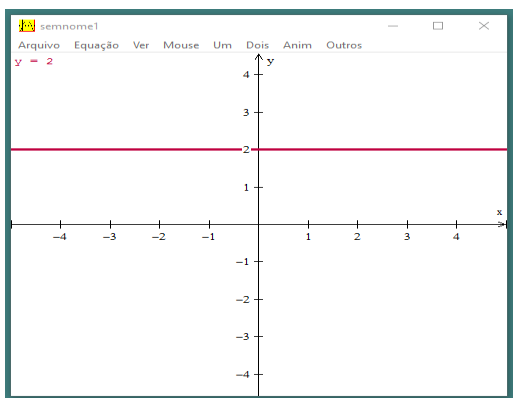 semnome1
Arquivo Equação Ver Mouse Um Dois Anim Outros
y = 2
y
4
3
2
1
x
-4 -3 -2 -1 1 2 3 4
-1
-2
-3
-4